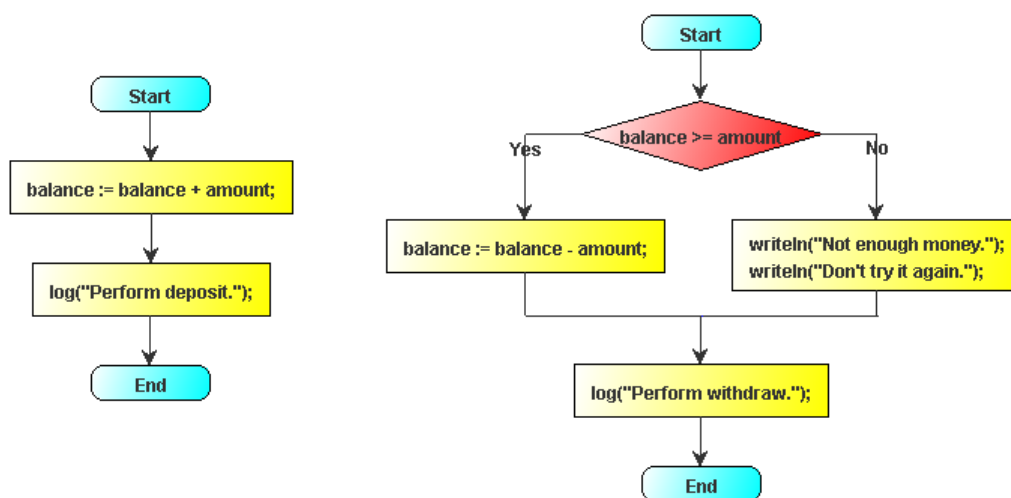 Start
balance := balance + amount;
log("Perform deposit.");
End
Start
balance >= amount
Yes
No
balance := balance - amount;
writeln("Not enough money.");
writeln("Don't try it again.");
log("Perform withdraw.");
End